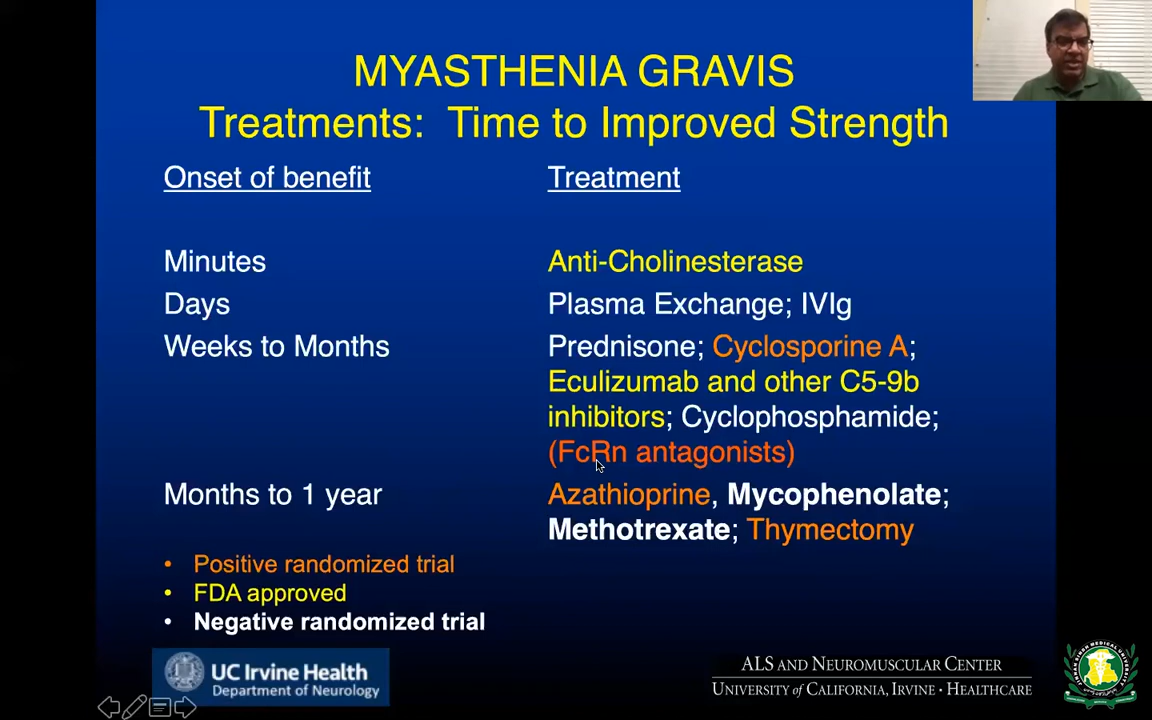 MYASTHENIA GRAVIS
Treatments: Time to Improved Strength
Onset of benefit
Treatment
Minutes
Anti-Cholinesterase
Days
Plasma Exchange; IVIg
Weeks to Months
Prednisone; Cyclosporine A;
Eculizumab and other C5-9b
inhibitors; Cyclophosphamide;
(FcRn antagonists)
Months to 1 year
Azathioprine, Mycophenolate;
Methotrexate; Thymectomy
• Positive randomized trial
• FDA approved
• Negative randomized trial
UC Irvine Health
Department of Neurology
ALS AND NEUROMUSCULAR CENTER
UNIVERSITY of CALIFORNIA, IRVINE • HEALTHCARE